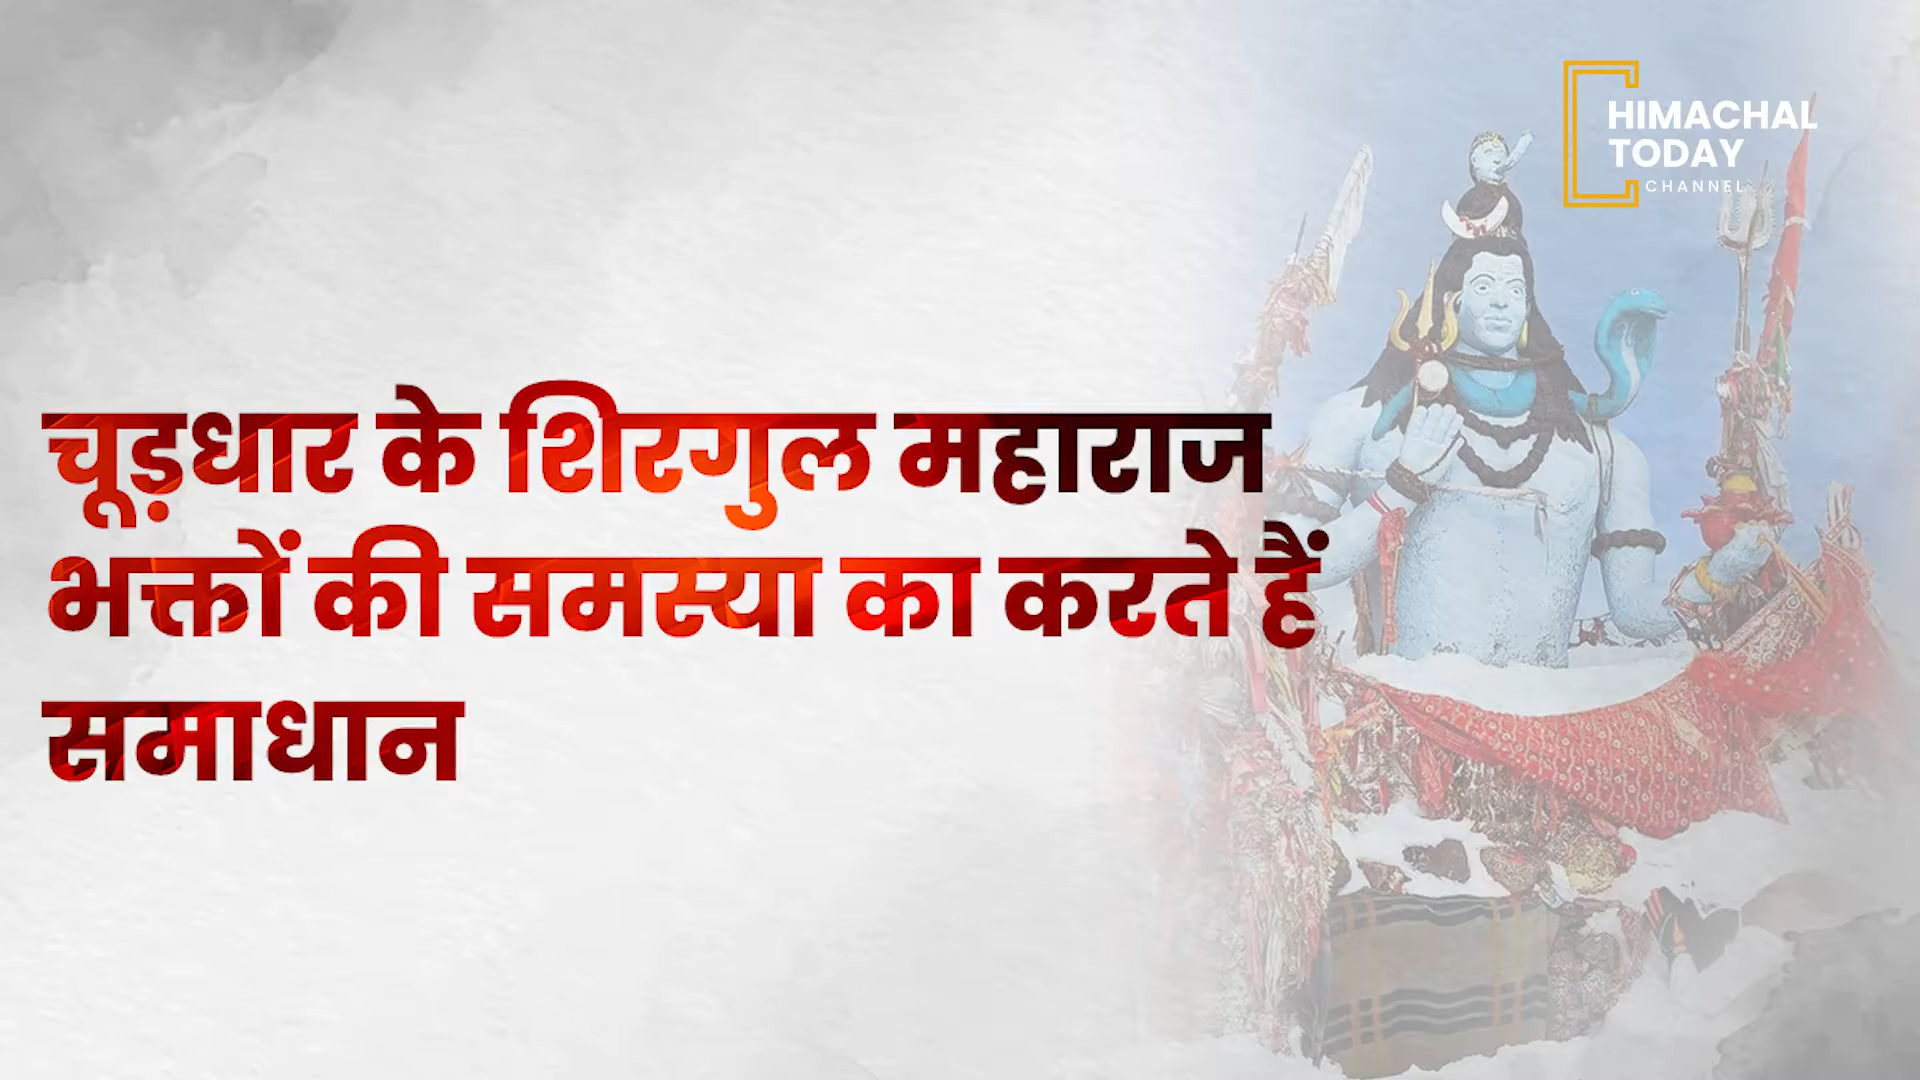 HIMACHAL
TODAY
CHANNEL
चूड़धार के शिरगुल महाराज
भक्तों की समस्या का करते हैं
समाधान